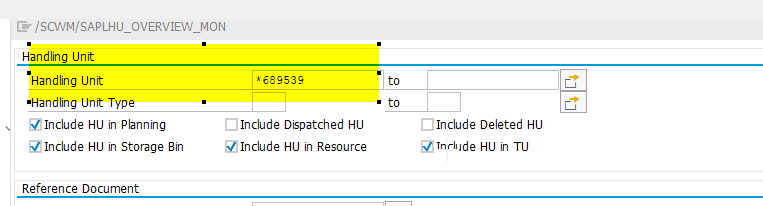 /SCWM/SAPLHU_OVERVIEW_MON
Handling Unit
Handling Unit *689539 to
Handling Unit Type to
Include HU in Planning Include Dispatched HU Include Deleted HU
Include HU in Storage Bin Include HU in Resource Include HU in TU
Reference Document